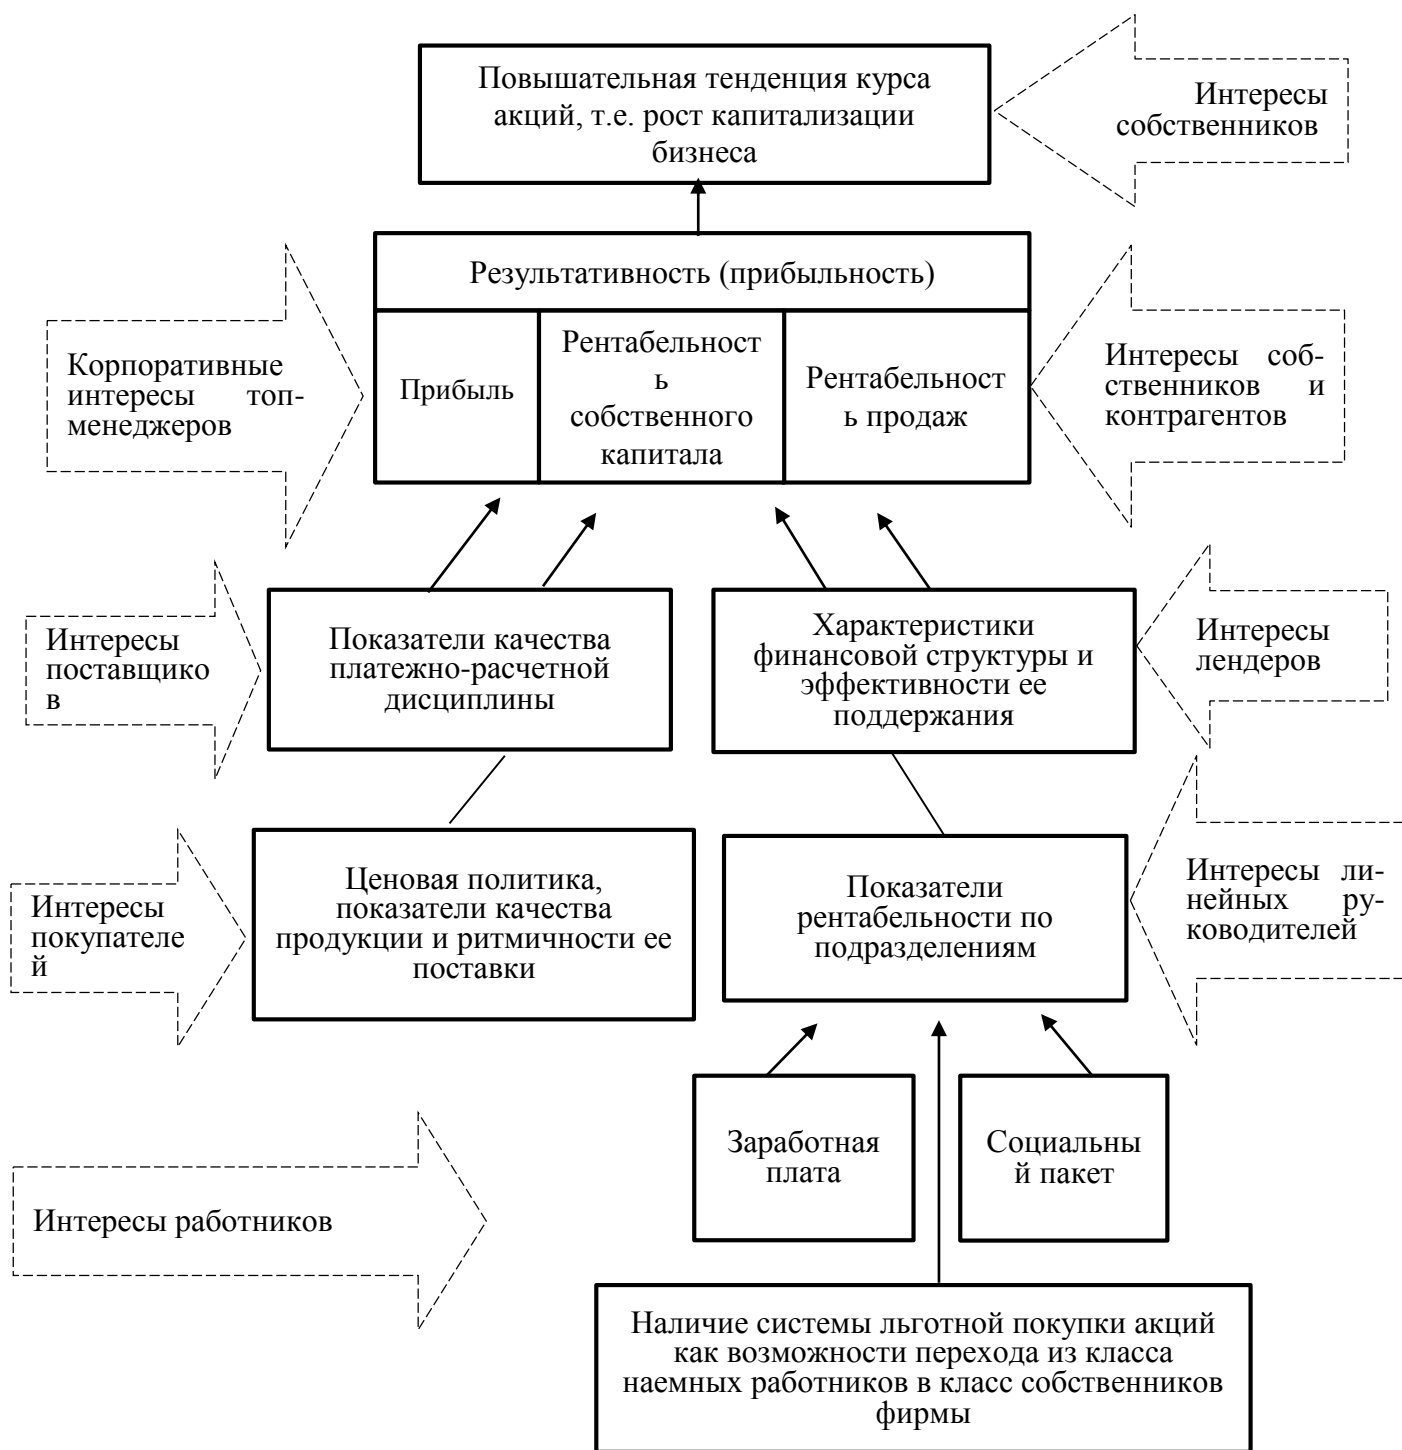 Повышательная тенденция курса
акций, т.е. рост капитализации
бизнеса
Интересы
собственников
Результативность (прибыльность)
Корпоративные
интересы топ-
менеджеров
Прибыль
Рентабельност
ь
собственного
капитала
Рентабельност
ь продаж
Интересы соб-
ственников и
контрагентов
Интересы
поставщико
в
Показатели качества
платежно-расчетной
дисциплины
Характеристики
финансовой структуры и
эффективности ее
поддержания
Интересы
лендеров
Интересы
покупателе
й
Ценовая политика,
показатели качества
продукции и ритмичности ее
поставки
Показатели
рентабельности по
подразделениям
Интересы ли-
нейных ру-
ководителей
Заработная
плата
Социальны
й пакет
Интересы работников
Наличие системы льготной покупки акций
как возможности перехода из класса
наемных работников в класс собственников
фирмы